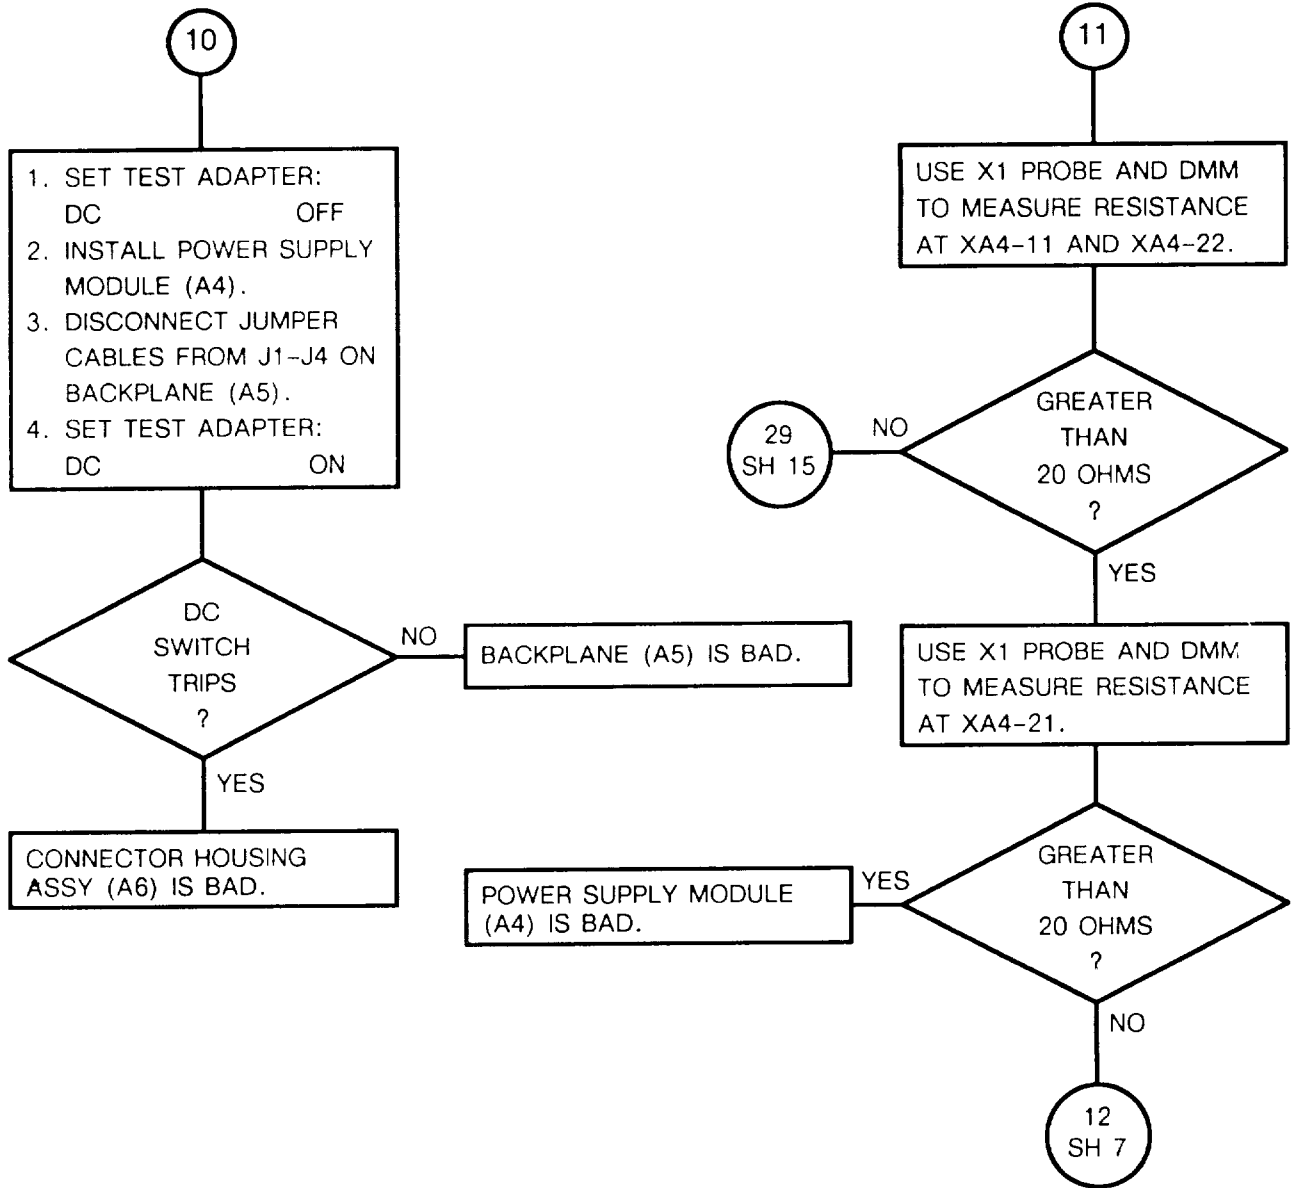 10
1. SET TEST ADAPTER:
DC OFF
2. INSTALL POWER SUPPLY
MODULE (A4).
3. DISCONNECT JUMPER
CABLES FROM J1-J4 ON
BACKPLANE (A5).
4. SET TEST ADAPTER:
DC ON
DC
SWITCH
TRIPS
?
NO
BACKPLANE (A5) IS BAD.
YES
CONNECTOR HOUSING
ASSY (A6) IS BAD.
11
USE X1 PROBE AND DMM
TO MEASURE RESISTANCE
AT XA4-11 AND XA4-22.
GREATER
THAN
20 OHMS
?
NO
29
SH 15
YES
USE X1 PROBE AND DMM
TO MEASURE RESISTANCE
AT XA4-21.
GREATER
THAN
20 OHMS
?
YES
POWER SUPPLY MODULE
(A4) IS BAD.
NO
12
SH 7